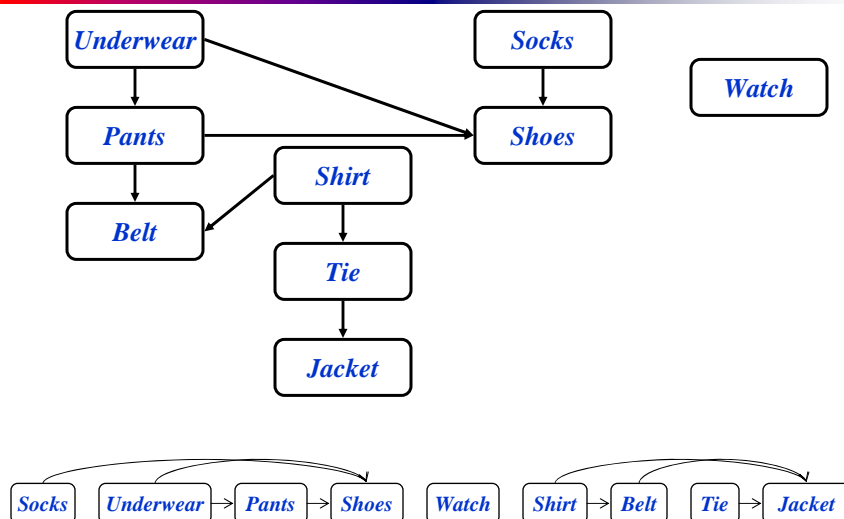 Underwear
Socks
Watch
Pants
Shoes
Shirt
Belt
Tie
Jacket
Socks Underwear Pants Shoes Watch Shirt Belt Tie Jacket